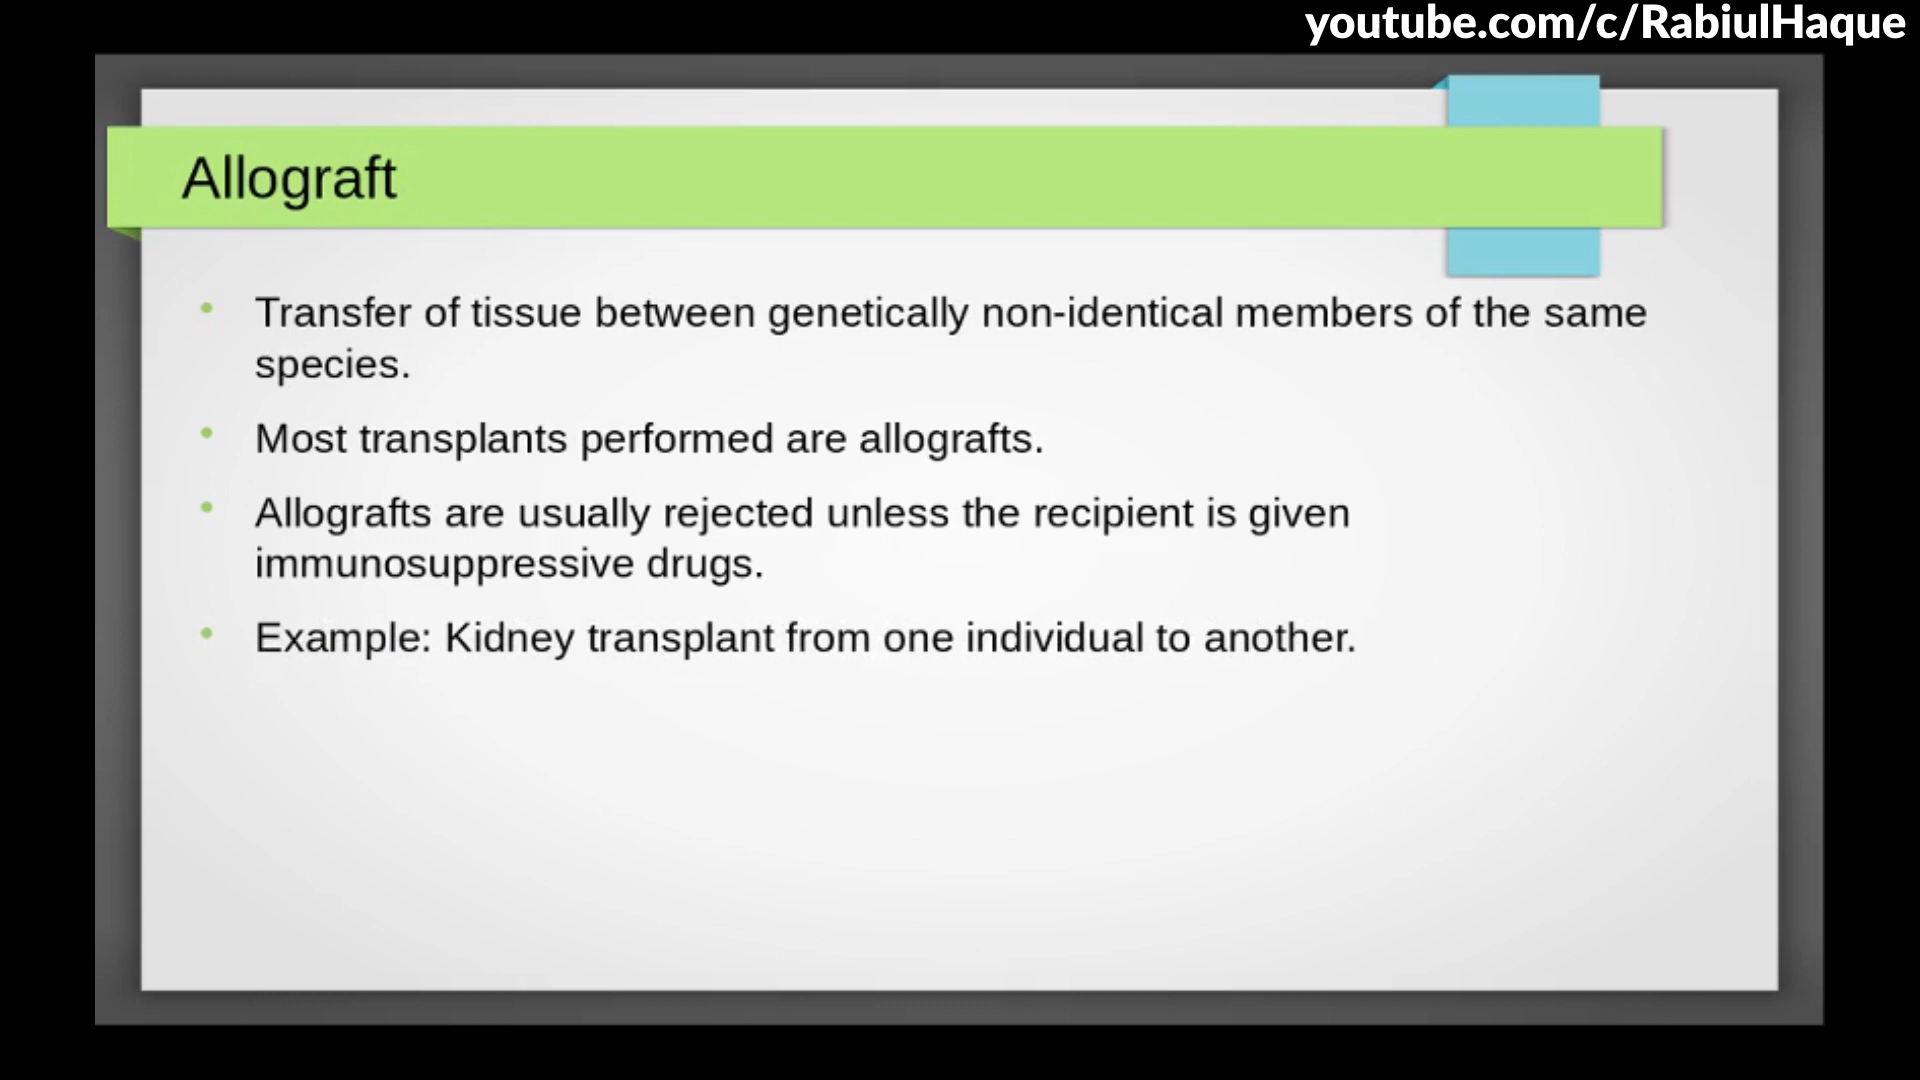 youtube.com/c/RabiulHaque
Allograft
• Transfer of tissue between genetically non-identical members of the same
species.
• Most transplants performed are allografts.
• Allografts are usually rejected unless the recipient is given
immunosuppressive drugs.
• Example: Kidney transplant from one individual to another.